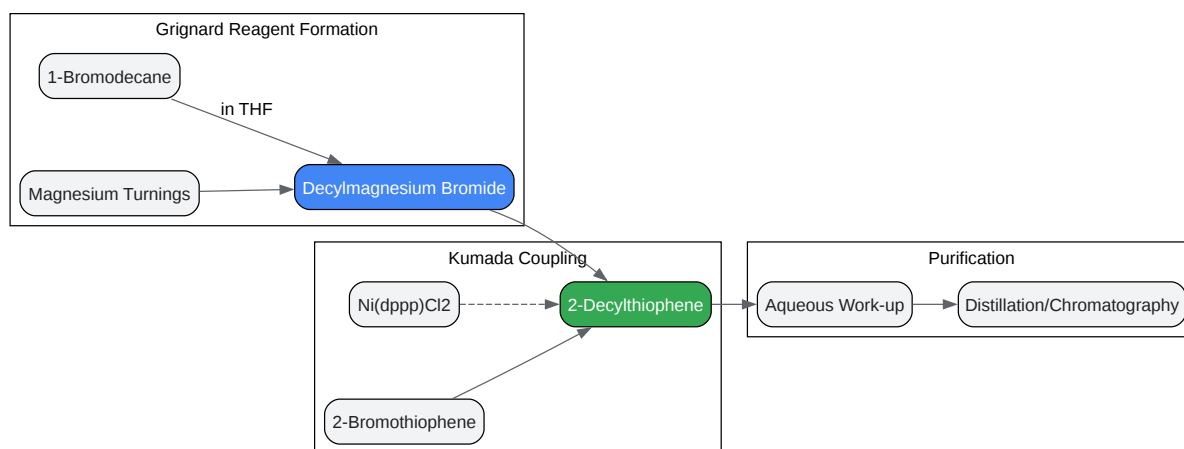 Grignard Reagent Formation
1-Bromodecane
in THF
Magnesium Turnings
Decylmagnesium Bromide
Kumada Coupling
Ni(dppp)Cl2
2-Decylthiophene
2-Bromothiophene
Purification
Aqueous Work-up
Distillation/Chromatography